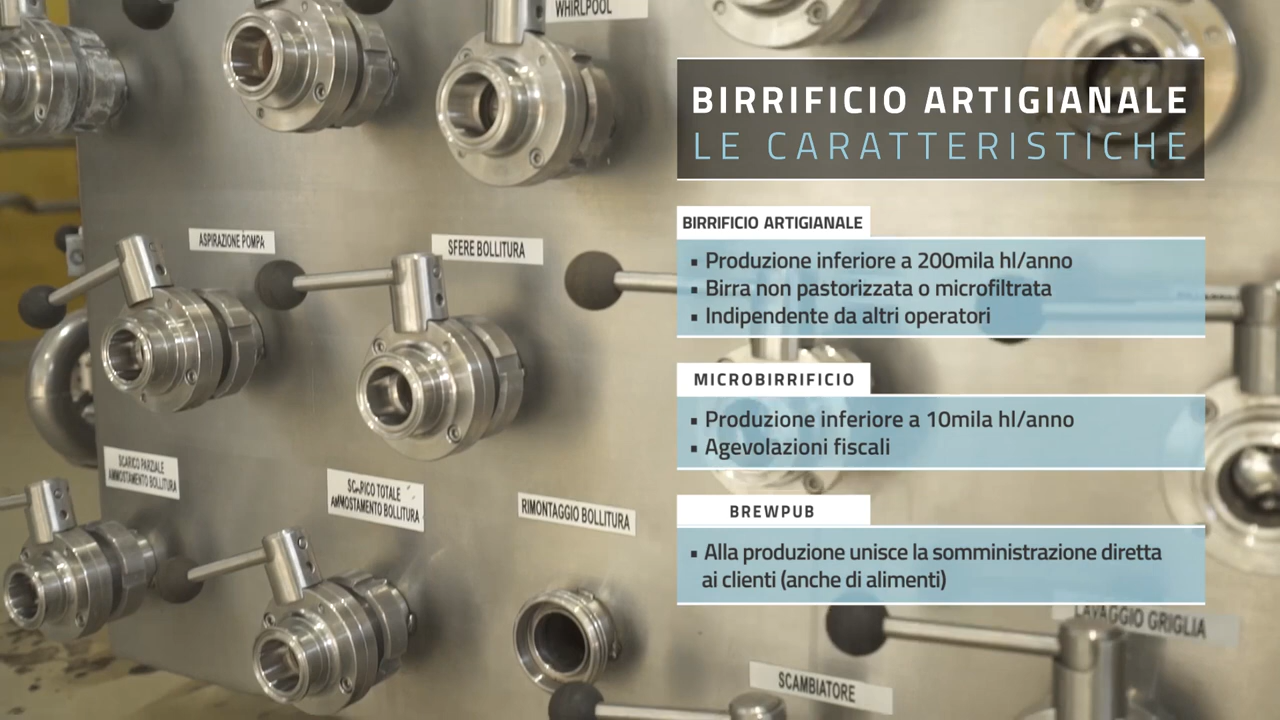 WHIRLPOOL
BIRRIFICIO ARTIGIANALE
LE CARATTERISTICHE
BIRRIFICIO ARTIGIANALE
▪ Produzione inferiore a 200mila hl/anno
▪ Birra non pastorizzata o microfiltrata
▪ Indipendente da altri operatori
MICROBIRRIFICIO
▪ Produzione inferiore a 10mila hl/anno
▪ Agevolazioni fiscali
BREWPUB
▪ Alla produzione unisce la somministrazione diretta
ai clienti (anche di alimenti)
ASPIRAZIONE POMPA
SFERE BOLLITURA
SCARICO PARZIALE
AMMOSTAMENTO BOLLITURA
SCARICO TOTALE
AMMOSTAMENTO BOLLITURA
RIMONTAGGIO BOLLITURA
LAVAGGIO GRIGLIA
SCAMBIATORE